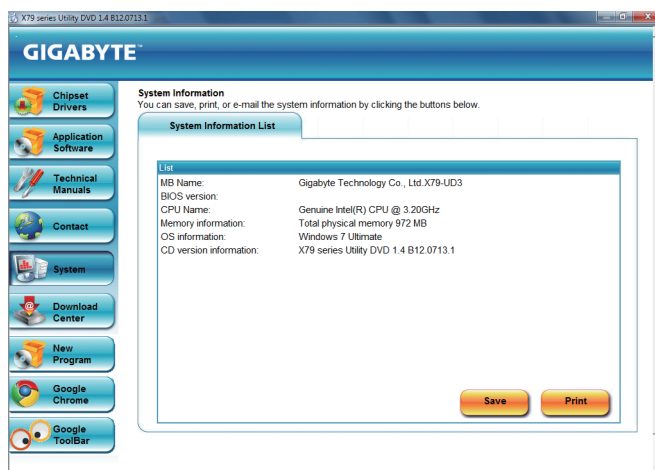 X79 series Utility DVD 1.4 B12.0713.1
GIGABYTE™
Chipset
Drivers
Application
Software
Technical
Manuals
Contact
System
Download
Center
New
Program
Google
Chrome
Google
ToolBar
System Information
You can save, print, or e-mail the system information by clicking the buttons below.
System Information List
List
MB Name: Gigabyte Technology Co., Ltd.X79-UD3
BIOS version:
CPU Name: Genuine Intel(R) CPU @ 3.20GHz
Memory information: Total physical memory 972 MB
OS information: Windows 7 Ultimate
CD version information: X79 series Utility DVD 1.4 B12.0713.1
Save Print